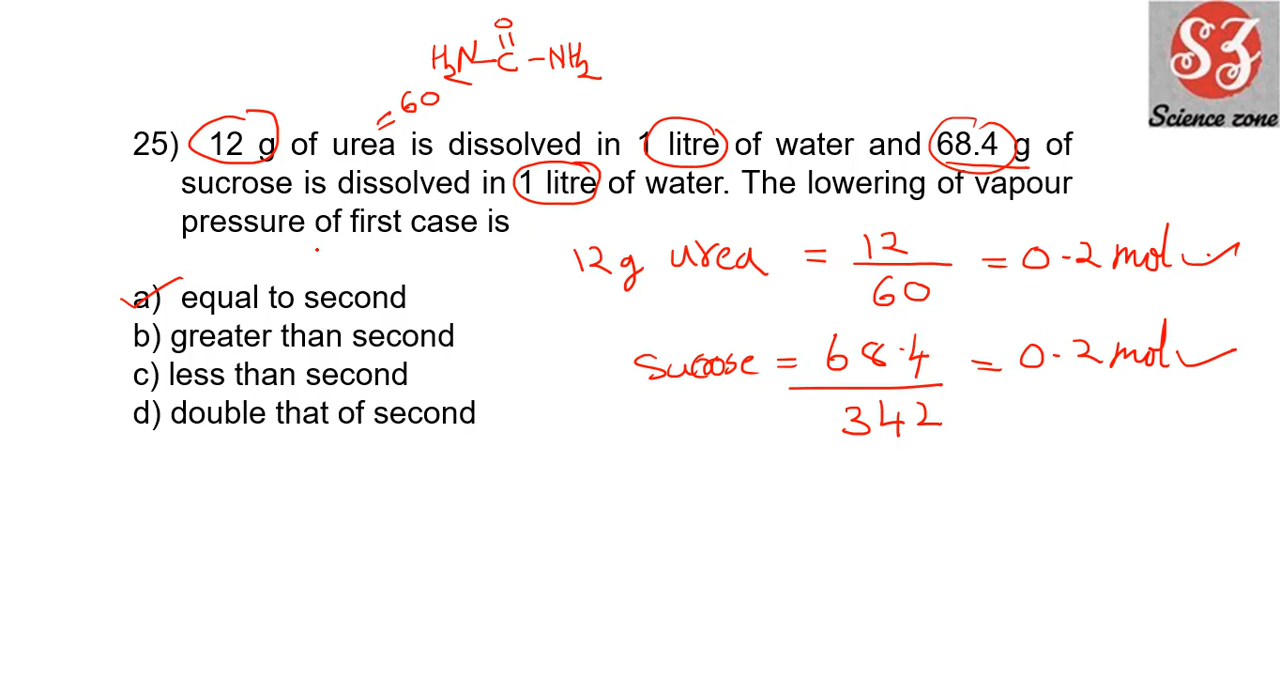 O
||
H2N-C-NH2
=60
SZ
Science zone
25) 12 g of urea is dissolved in 1 litre of water and 68.4 g of
sucrose is dissolved in 1 litre of water. The lowering of vapour
pressure of first case is
12g urea = 12/60 = 0.2 mol
a) equal to second
b) greater than second
sucrose = 68.4/342 = 0.2 mol
c) less than second
d) double that of second